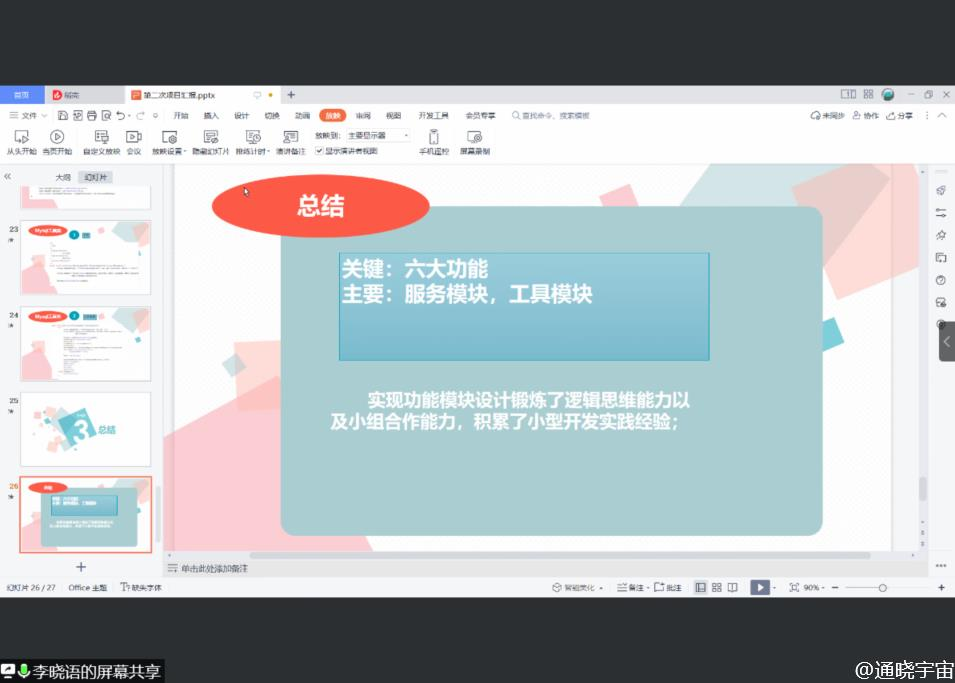 首页
稻壳
第二次项目汇报.pptx
文件
开始 插入 设计 切换 动画 放映 审阅 视图 开发工具 会员专享
查找命令、搜索模板
未同步 协作 分享
从头开始 当页开始 自定义放映 会议 放映设置 隐藏幻灯片 排练计时 演讲备注
放映到: 主要显示器
显示演讲者视图
手机遥控 屏幕录制
大纲 幻灯片
23
24
25
3 总结
26
总结
关键：六大功能
主要：服务模块，工具模块
实现功能模块设计锻炼了逻辑思维能力以
及小组合作能力，积累了小型开发实践经验；
单击此处添加备注
幻灯片 26 / 27 Office 主题 缺失字体
智能美化 备注 批注 90%
李晓语的屏幕共享
@通晓宇宙